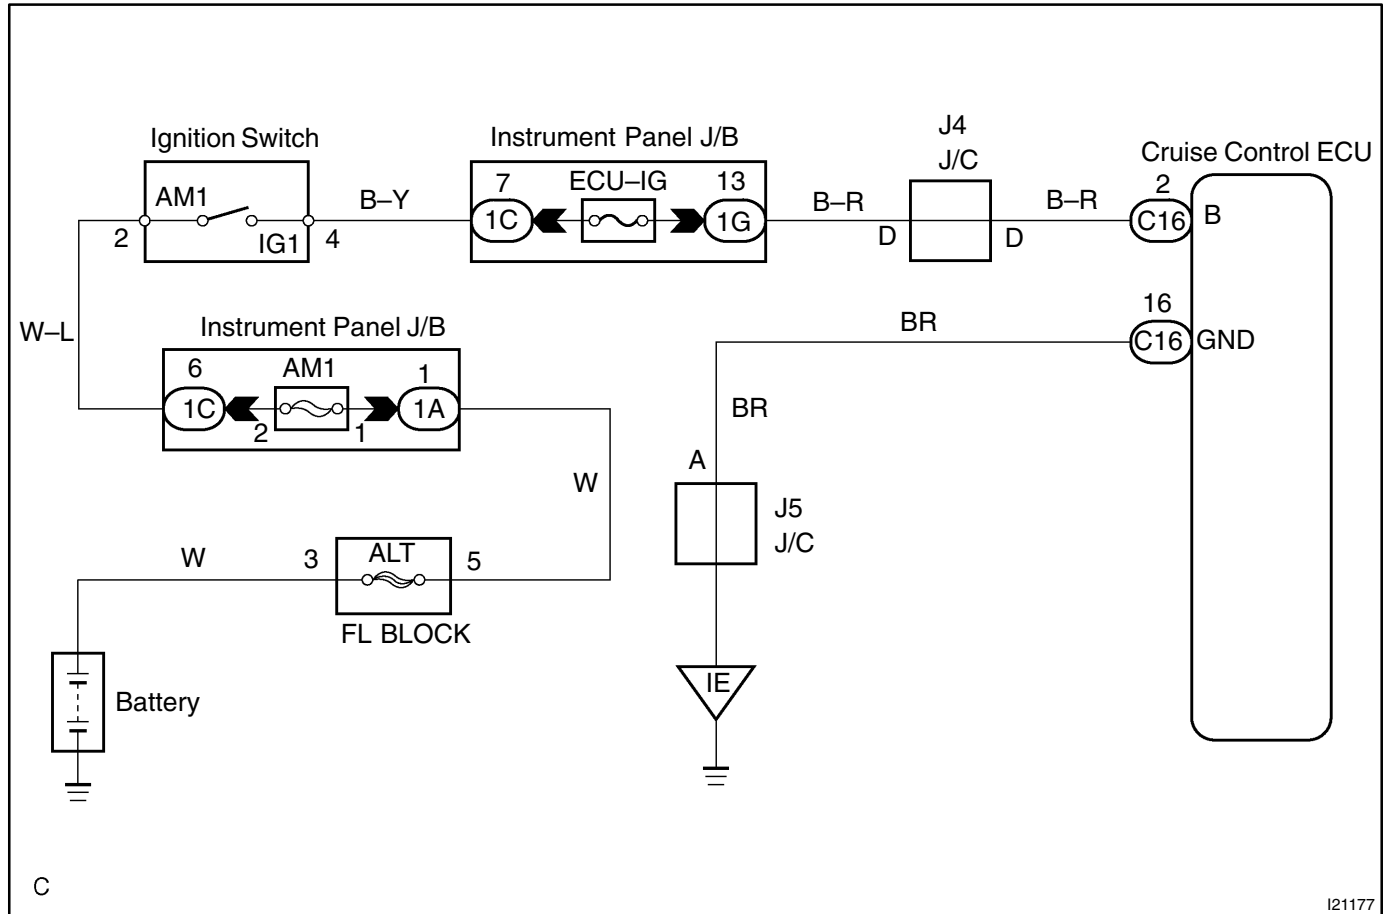 Ignition Switch
AM1
2
IG1
4
B–Y
Instrument Panel J/B
7
ECU–IG
13
1C
1G
B–R
D
J4
J/C
D
B–R
Cruise Control ECU
2
C16
B
16
C16
GND
BR
W–L
Instrument Panel J/B
6
AM1
1
1C
2
1
1A
W
BR
A
J5
J/C
W
3
ALT
5
FL BLOCK
IE
Battery
C
I21177